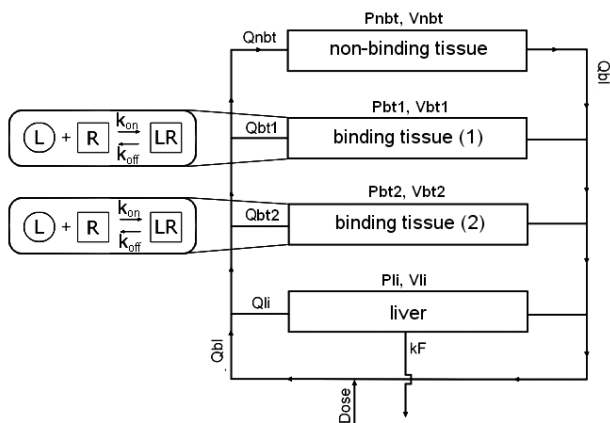 Pnbt, Vnbt
Qnbt
non-binding tissue
Qbl
Pbt1, Vbt1
Qbt1
binding tissue (1)
kon
L + R LR
koff
Pbt2, Vbt2
Qbt2
binding tissue (2)
kon
L + R LR
koff
Pli, Vli
Qli
liver
kF
Qbl
Dose